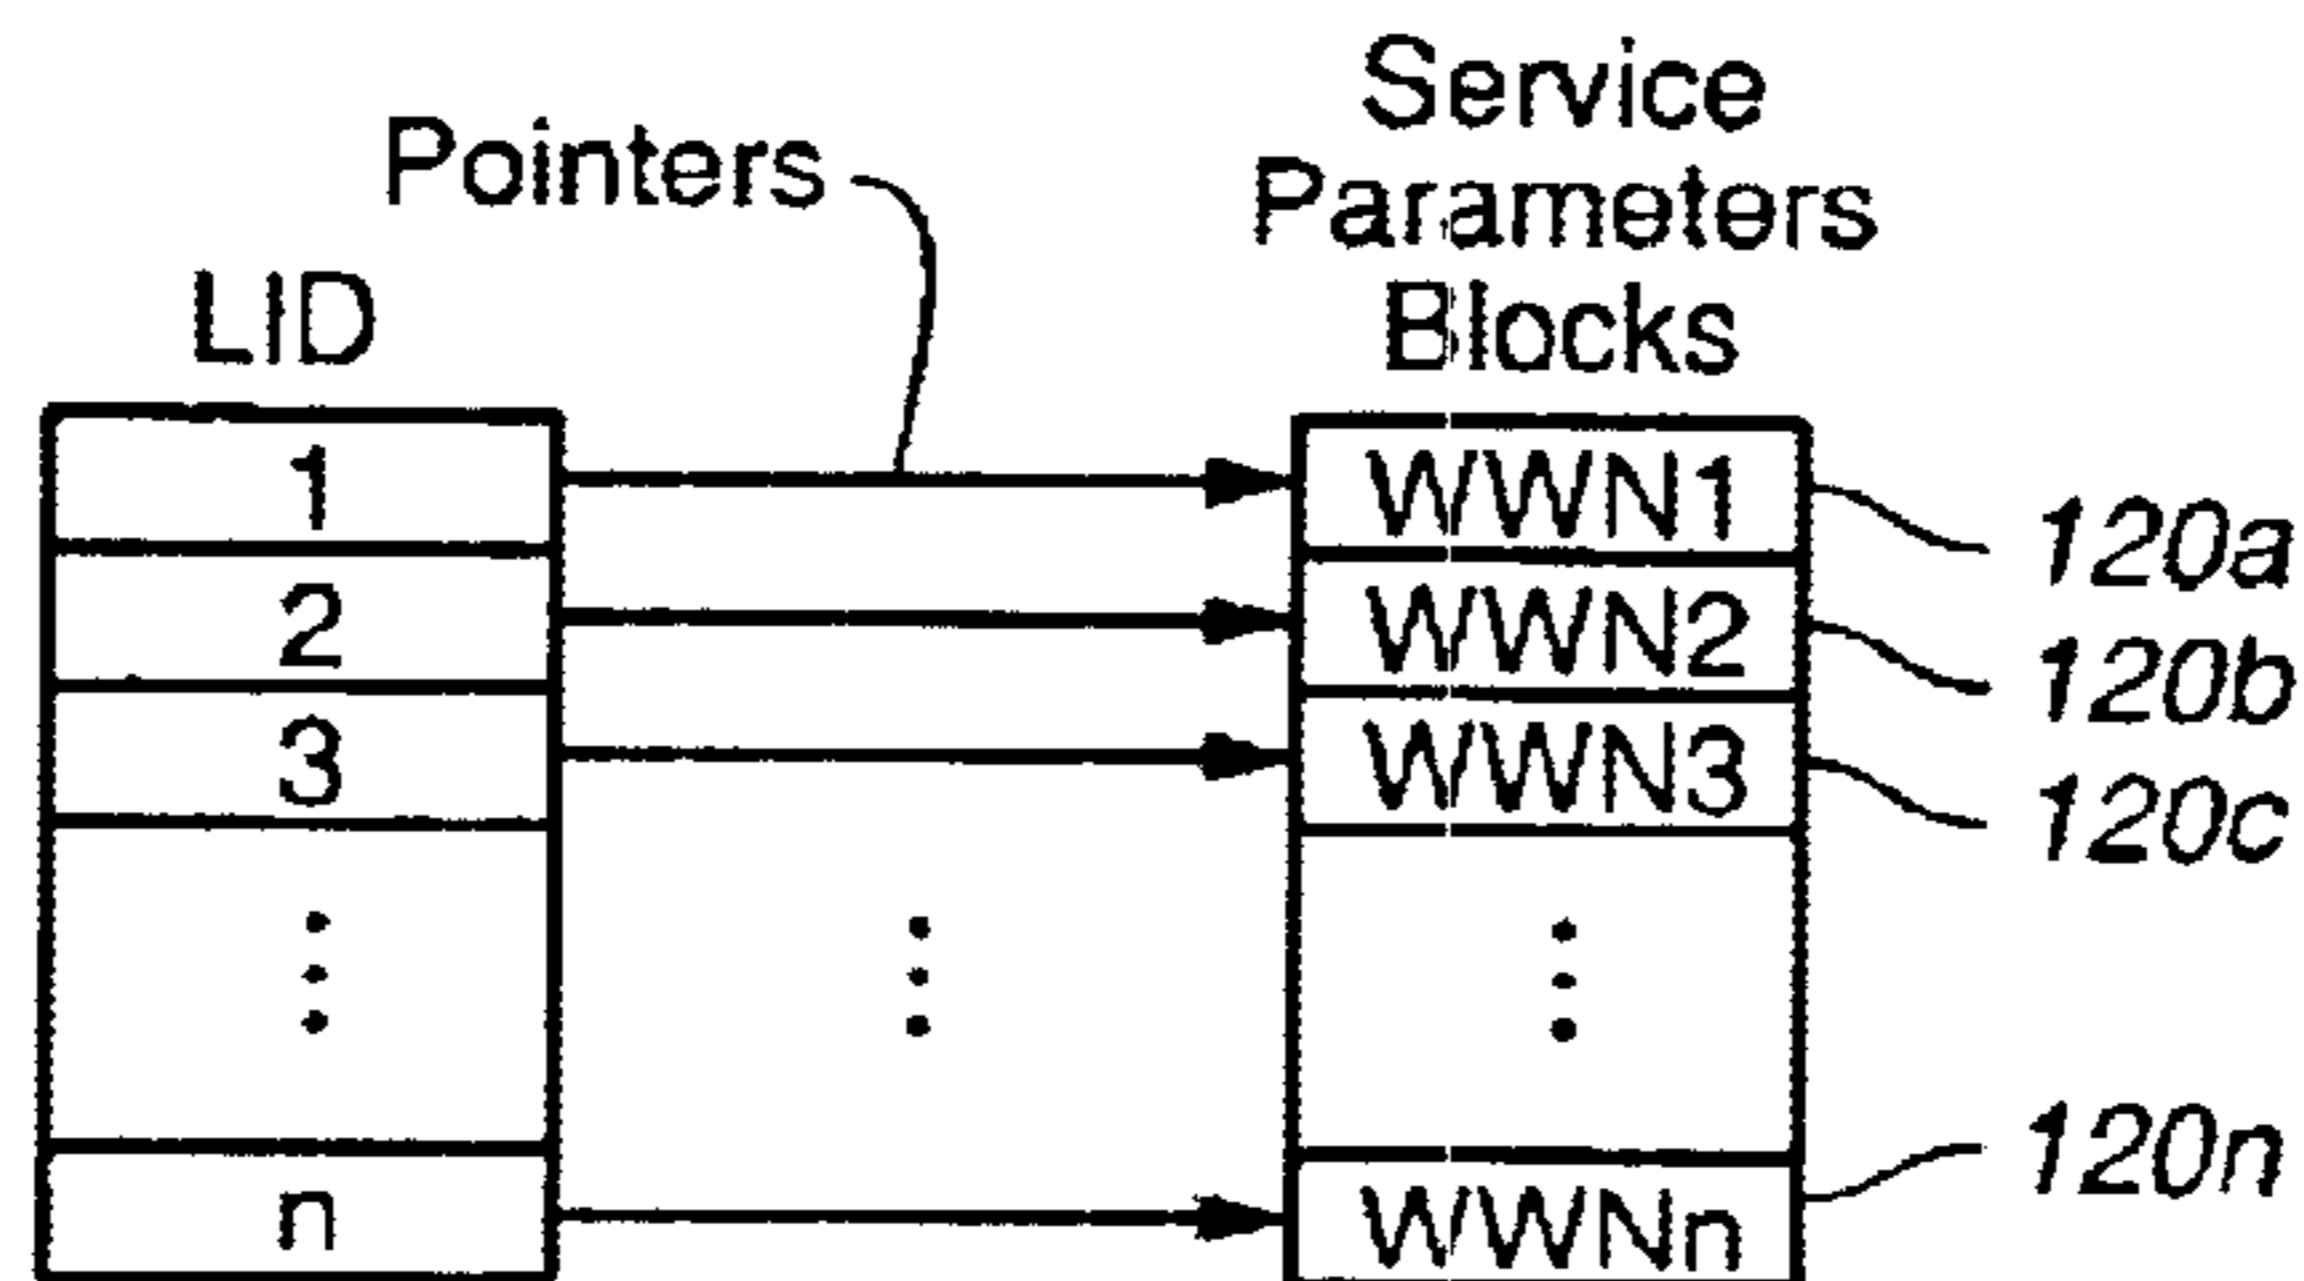 Pointers
Service
Parameters
Blocks
LID
1
WWN1
120a
2
WWN2
120b
3
WWN3
120c
n
WWNn
120n